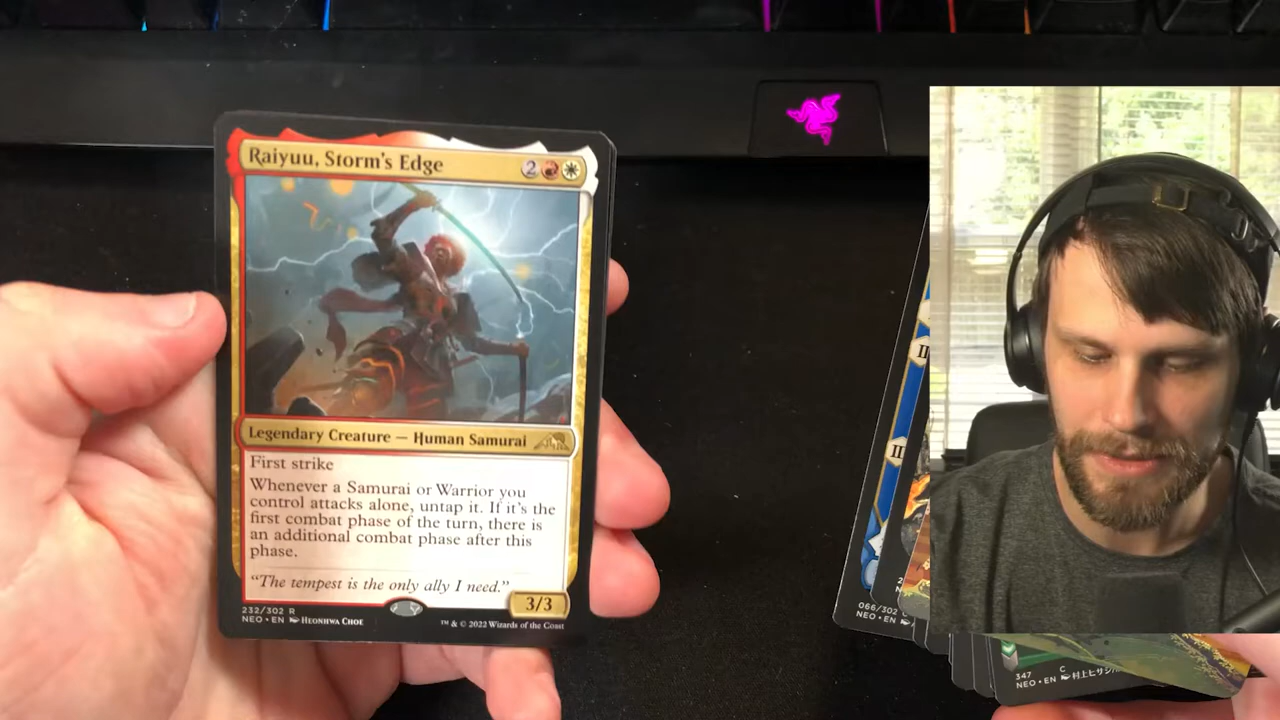 Raiyuu, Storm's Edge
2
Legendary Creature — Human Samurai
First strike
Whenever a Samurai or Warrior you
control attacks alone, untap it. If it's the
first combat phase of the turn, there is
an additional combat phase after this
phase.
"The tempest is the only ally I need."
3/3
232/302 R
NEO • EN HEONHWA CHOE
™ & © 2022 Wizards of the Coast
066/302
NEO • EN
347 C
NEO • EN